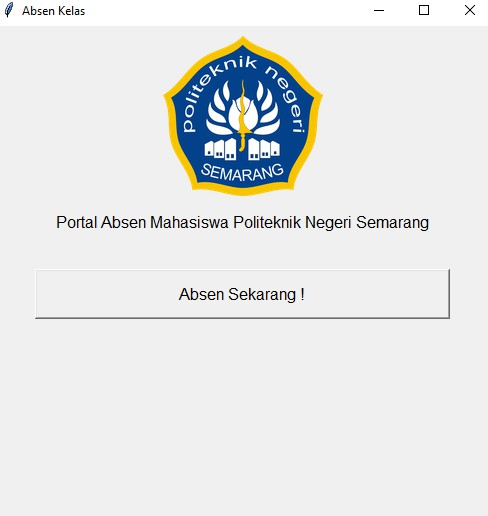 Absen Kelas
politeknik negeri
SEMARANG
Portal Absen Mahasiswa Politeknik Negeri Semarang
Absen Sekarang !